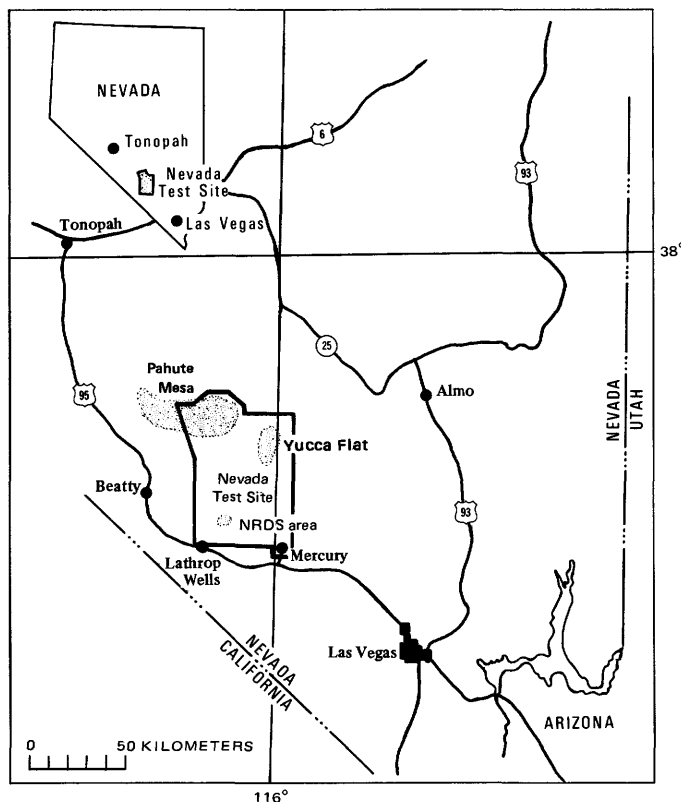 NEVADA
Tonopah
Nevada
Test Site
Las Vegas
6
93
Tonopah
38°
25
Pahute
Mesa
95
Almo
Yucca Flat
NEVADA
UTAH
Nevada
Test Site
Beatty
93
NRDS area
Mercury
Lathrop
Wells
NEVADA
CALIFORNIA
Las Vegas
ARIZONA
0
50 KILOMETERS
116°